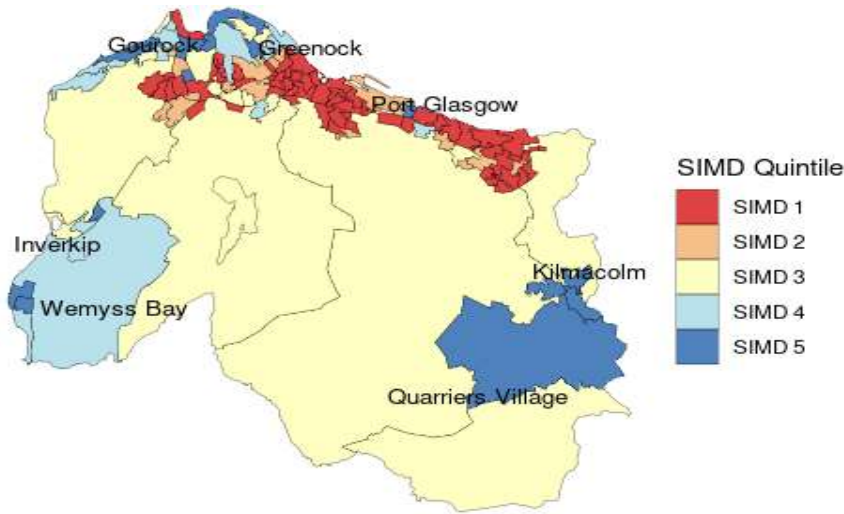 Gourock
Greenock
Port Glasgow
Inverkip
Wemyss Bay
Kilmacolm
Quarriers Village
SIMD Quintile
SIMD 1
SIMD 2
SIMD 3
SIMD 4
SIMD 5